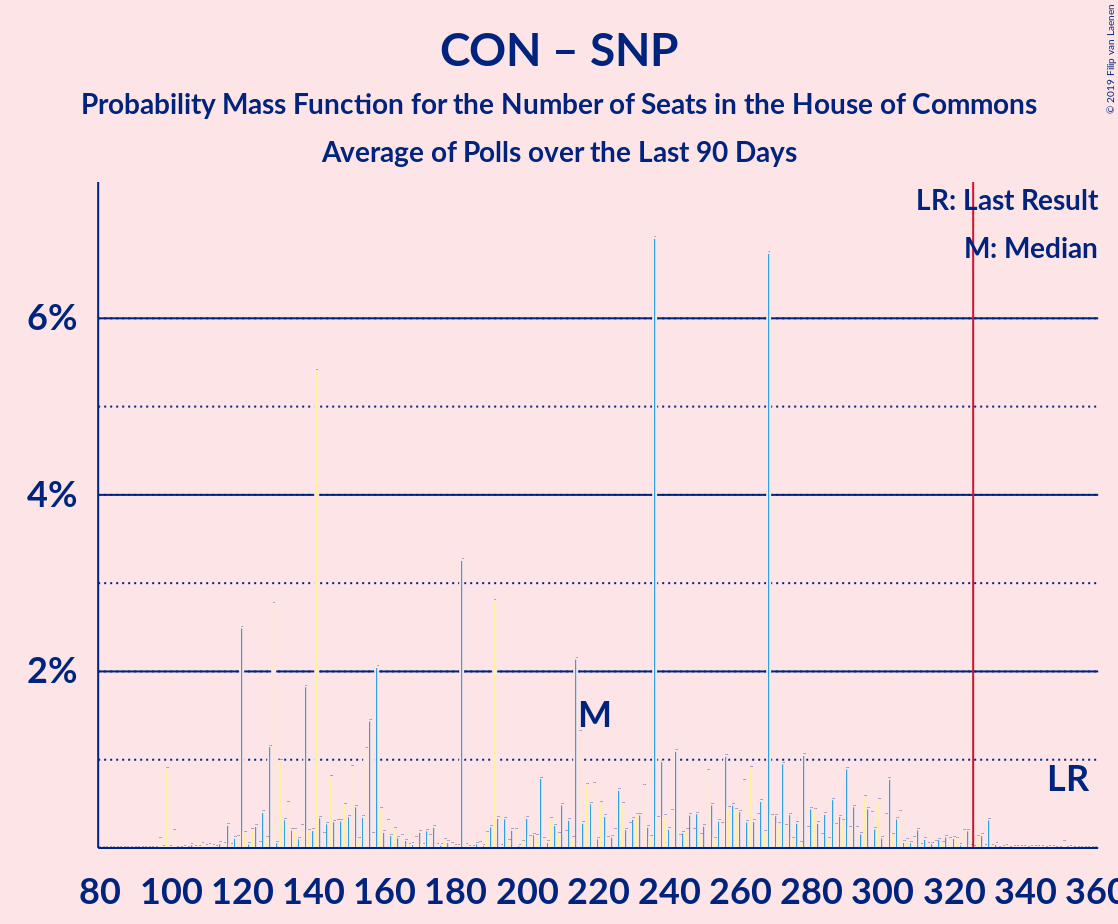 CON – SNP
Probability Mass Function for the Number of Seats in the House of Commons
Average of Polls over the Last 90 Days
© 2019 Filip van Laenen
LR: Last Result
M: Median
6%
4%
2%
M
LR
80 100 120 140 160 180 200 220 240 260 280 300 320 340 360